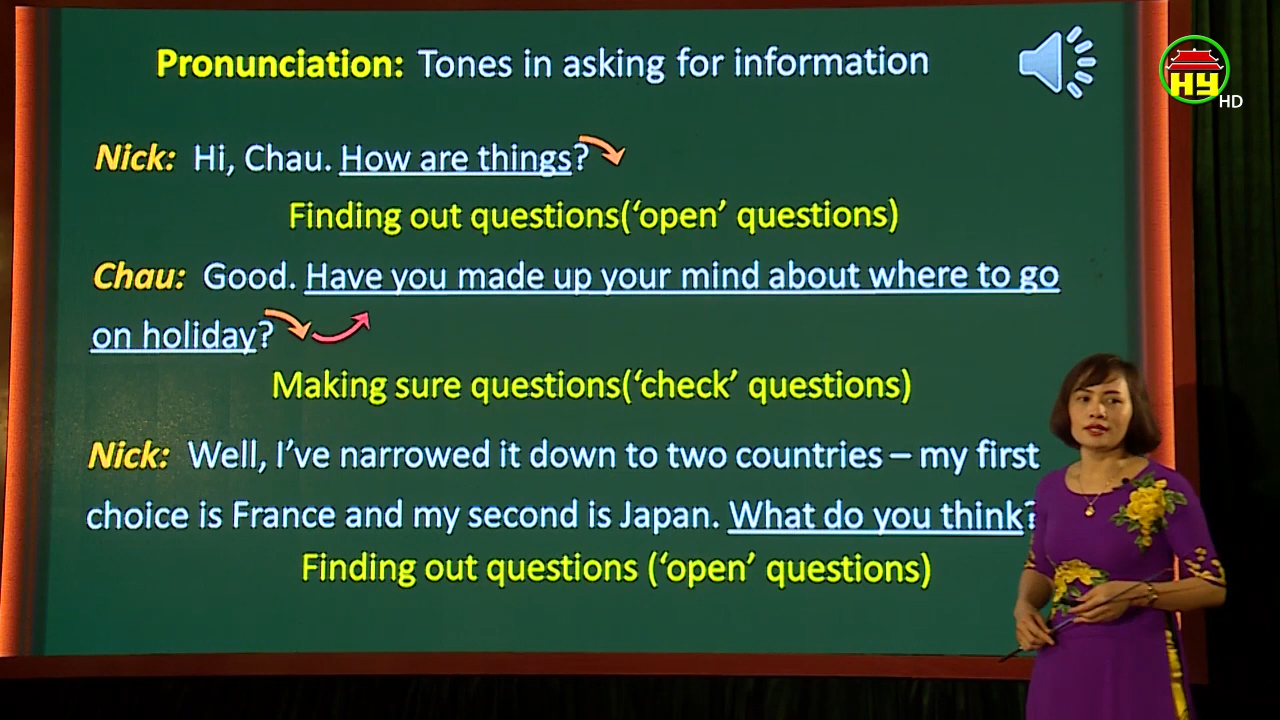 Pronunciation: Tones in asking for information
HY
HD
Nick: Hi, Chau. How are things?
Finding out questions(‘open’ questions)
Chau: Good. Have you made up your mind about where to go
on holiday?
Making sure questions(‘check’ questions)
Nick: Well, I’ve narrowed it down to two countries – my first
choice is France and my second is Japan. What do you think?
Finding out questions (‘open’ questions)